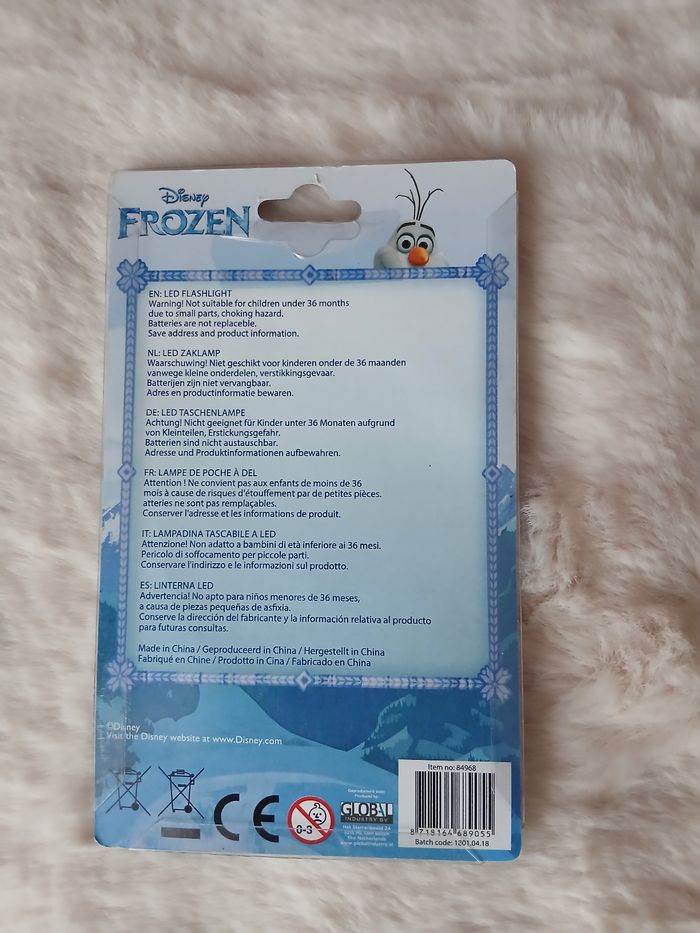 Disney
FROZEN
EN: LED FLASHLIGHT
Warning! Not suitable for children under 36 months
due to small parts, choking hazard.
Batteries are not replaceble.
Save address and product information.
NL: LED ZAKLAMP
Waarschuwing! Niet geschikt voor kinderen onder de 36 maanden
vanwege kleine onderdelen, verstikkingsgevaar.
Batterijen zijn niet vervangbaar.
Adres en productinformatie bewaren.
DE: LED TASCHENLAMPE
Achtung! Nicht geeignet für Kinder unter 36 Monaten aufgrund
von Kleinteilen, Erstickungsgefahr.
Batterien sind nicht austauschbar.
Adresse und Produktinformationen aufbewahren.
FR: LAMPE DE POCHE À DEL
Attention ! Ne convient pas aux enfants de moins de 36
mois à cause de risques d'étouffement par de petites pièces.
atteries ne sont pas remplaçables.
Conserver l'adresse et les informations de produit.
IT: LAMPADINA TASCABILE A LED
Attenzione! Non adatto a bambini di età inferiore ai 36 mesi.
Pericolo di soffocamento per piccole parti.
Conservare l'indirizzo e le informazioni sul prodotto.
ES: LINTERNA LED
Advertencia! No apto para niños menores de 36 meses,
a causa de piezas pequeñas de asfixia.
Conserve la dirección del fabricante y la información relativa al producto
para futuras consultas.
Made in China / Geproduceerd in China / Hergestellt in China
Fabriqué en Chine / Prodotto in Cina / Fabricado en China
©Disney
Visit the Disney website at www.Disney.com
CE
0-3
Geproduceerd door:
Produced by:
GLOBAL
INDUSTRY BV
The Netherlands
www.globalindustry.nl
Item no: 84968
8 718164 689055
Batch code: 1801.04.18